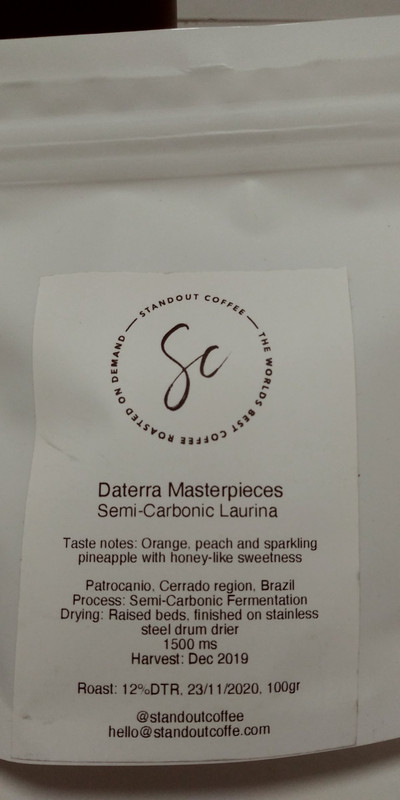 STANDOUT COFFEE — THE WORLDS BEST COFFEE ROASTED ON DEMAND —
Sc
Daterra Masterpieces
Semi-Carbonic Laurina
Taste notes: Orange, peach and sparkling
pineapple with honey-like sweetness
Patrocanio, Cerrado region, Brazil
Process: Semi-Carbonic Fermentation
Drying: Raised beds, finished on stainless
steel drum drier
1500 ms
Harvest: Dec 2019
Roast: 12%DTR, 23/11/2020, 100gr
@standoutcoffee
hello@standoutcoffe.com